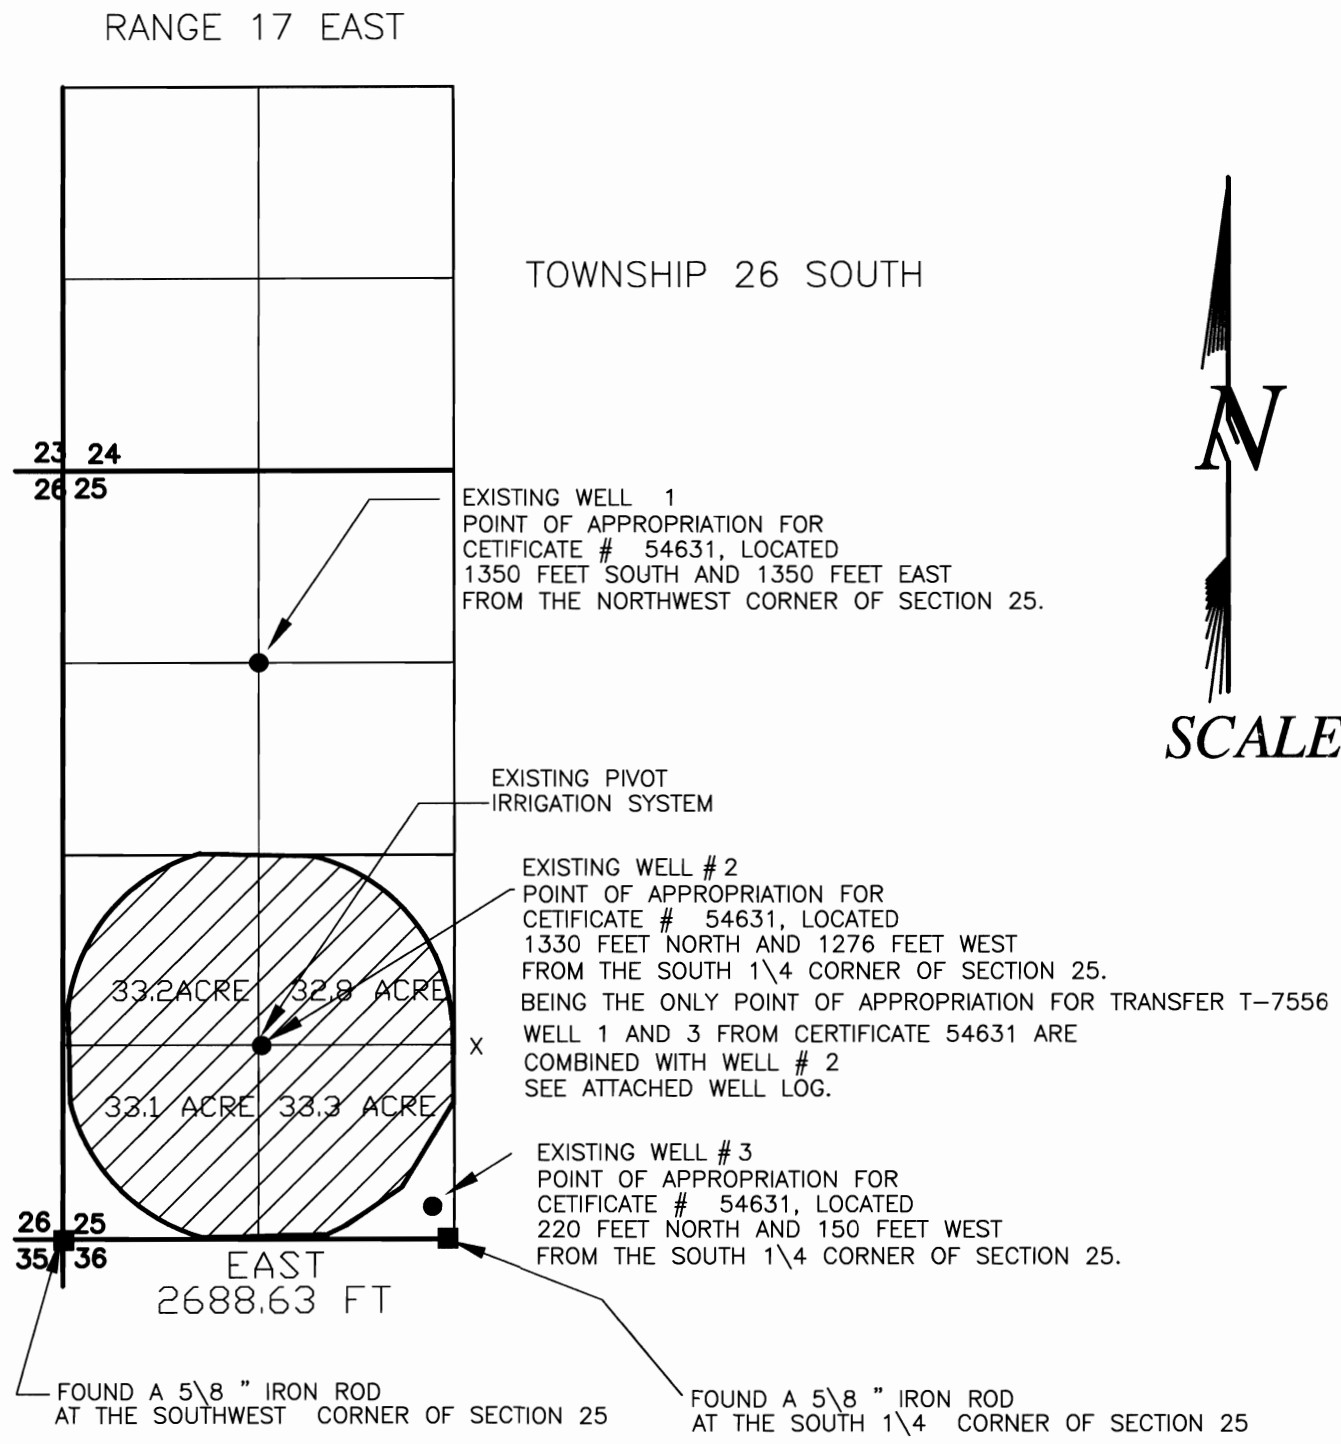 RANGE 17 EAST
TOWNSHIP 26 SOUTH
N
SCALE
23 24
26 25
EXISTING WELL 1
POINT OF APPROPRIATION FOR
CETIFICATE # 54631, LOCATED
1350 FEET SOUTH AND 1350 FEET EAST
FROM THE NORTHWEST CORNER OF SECTION 25.
EXISTING PIVOT
IRRIGATION SYSTEM
EXISTING WELL #2
POINT OF APPROPRIATION FOR
CETIFICATE # 54631, LOCATED
1330 FEET NORTH AND 1276 FEET WEST
FROM THE SOUTH 1\4 CORNER OF SECTION 25.
BEING THE ONLY POINT OF APPROPRIATION FOR TRANSFER T-7556
WELL 1 AND 3 FROM CERTIFICATE 54631 ARE
COMBINED WITH WELL # 2
SEE ATTACHED WELL LOG.
33.2ACRE 32.8 ACRE
X
33.1 ACRE 33.3 ACRE
EXISTING WELL #3
POINT OF APPROPRIATION FOR
CETIFICATE # 54631, LOCATED
220 FEET NORTH AND 150 FEET WEST
FROM THE SOUTH 1\4 CORNER OF SECTION 25.
26 25
35 36
EAST
2688.63 FT
FOUND A 5\8 " IRON ROD
AT THE SOUTHWEST CORNER OF SECTION 25
FOUND A 5\8 " IRON ROD
AT THE SOUTH 1\4 CORNER OF SECTION 25